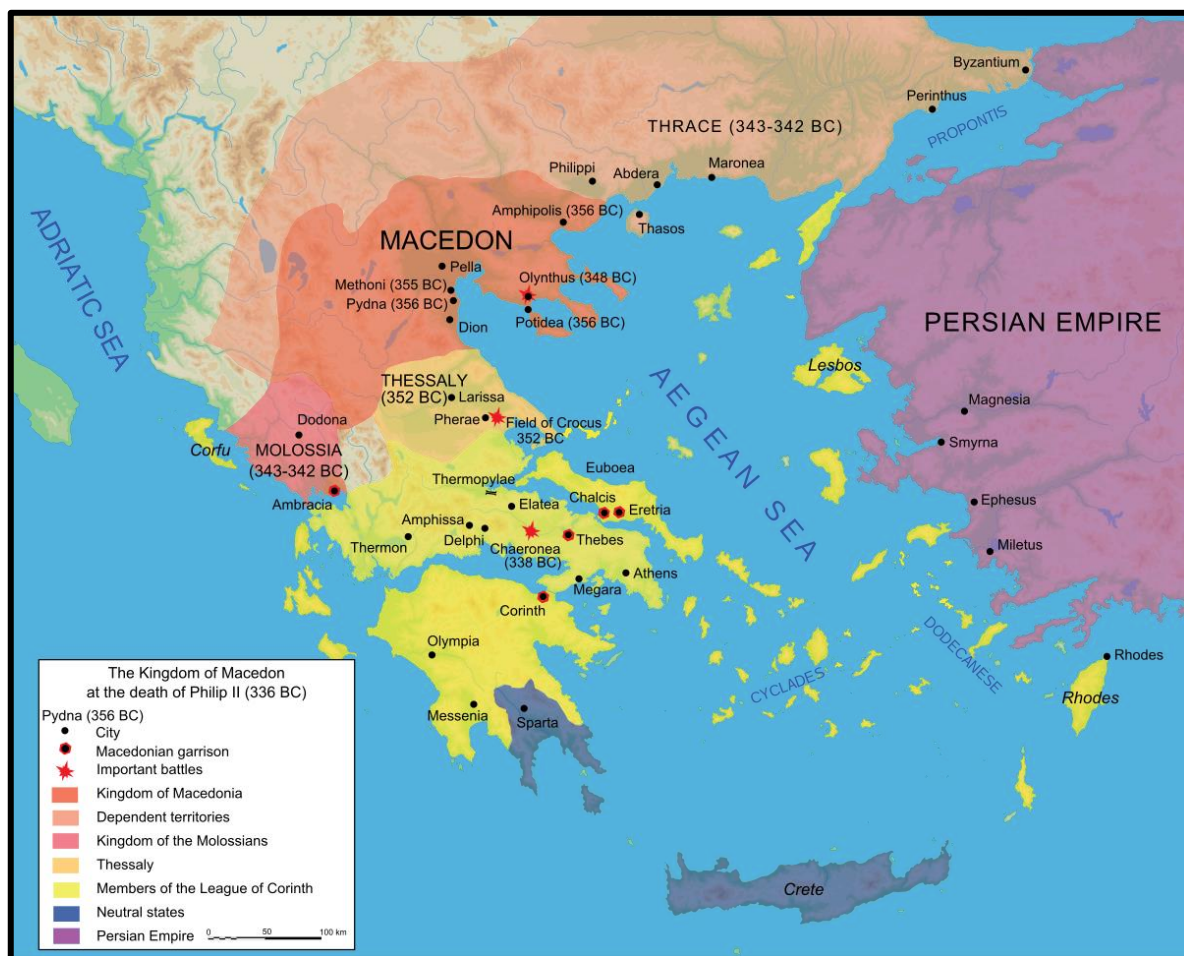 Byzantium
Perinthus
PROPONTIS
THRACE (343-342 BC)
Philippi
Abdera
Maronea
Amphipolis (356 BC)
Thasos
ADRIATIC SEA
MACEDON
Pella
Methoni (355 BC)
Olynthus (348 BC)
Pydna (356 BC)
Potidea (356 BC)
Dion
PERSIAN EMPIRE
THESSALY
(352 BC)
Larissa
Lesbos
AEGEAN SEA
Dodona
Pherae
Field of Crocus
352 BC
Magnesia
Corfu
MOLOSSIA
(343-342 BC)
Smyrna
Euboea
Thermopylae
Ambracia
Chalcis
Elatea
Eretria
Ephesus
Amphissa
Thermon
Delphi
Chaeronea
(338 BC)
Thebes
Miletus
Athens
Megara
Corinth
Olympia
DODECANESE
CYCLADES
Rhodes
Rhodes
Messenia
Sparta
Crete
The Kingdom of Macedon
at the death of Philip II (336 BC)
Pydna (356 BC)
City
Macedonian garrison
Important battles
Kingdom of Macedonia
Dependent territories
Kingdom of the Molossians
Thessaly
Members of the League of Corinth
Neutral states
Persian Empire
0 50 100 km